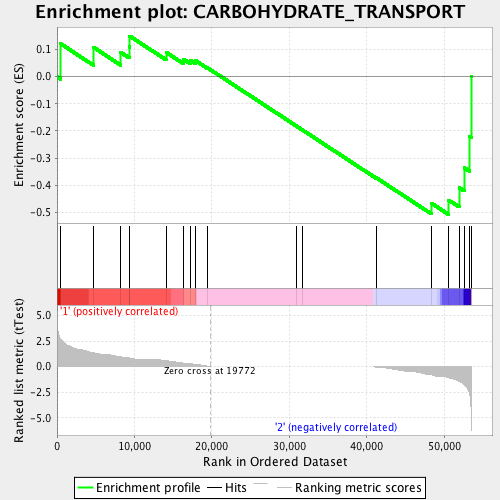 Enrichment plot: CARBOHYDRATE_TRANSPORT
Enrichment score (ES)
0.1
0.0
-0.1
-0.2
-0.3
-0.4
-0.5
'1' (positively correlated)
Ranked list metric (tTest)
5.0
2.5
0.0
-2.5
-5.0
Zero cross at 19772
'2' (negatively correlated)
0
10,000
20,000
30,000
40,000
50,000
Rank in Ordered Dataset
Enrichment profile
Hits
Ranking metric scores